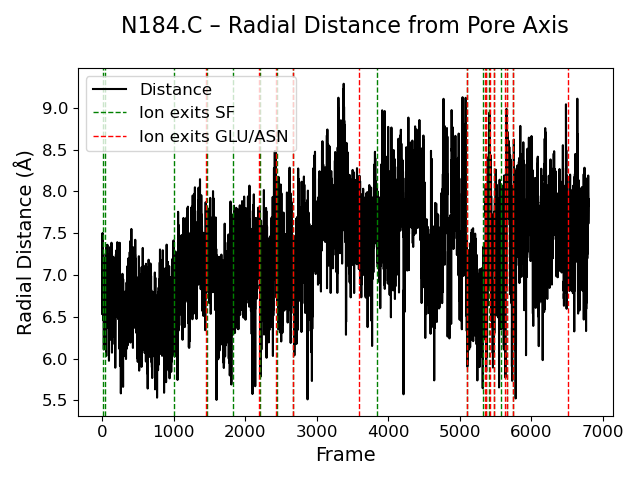 N184.C – Radial Distance from Pore Axis
Distance
Ion exits SF
Ion exits GLU/ASN
Radial Distance (Å)
9.0
8.5
8.0
7.5
7.0
6.5
6.0
5.5
0 1000 2000 3000 4000 5000 6000 7000
Frame